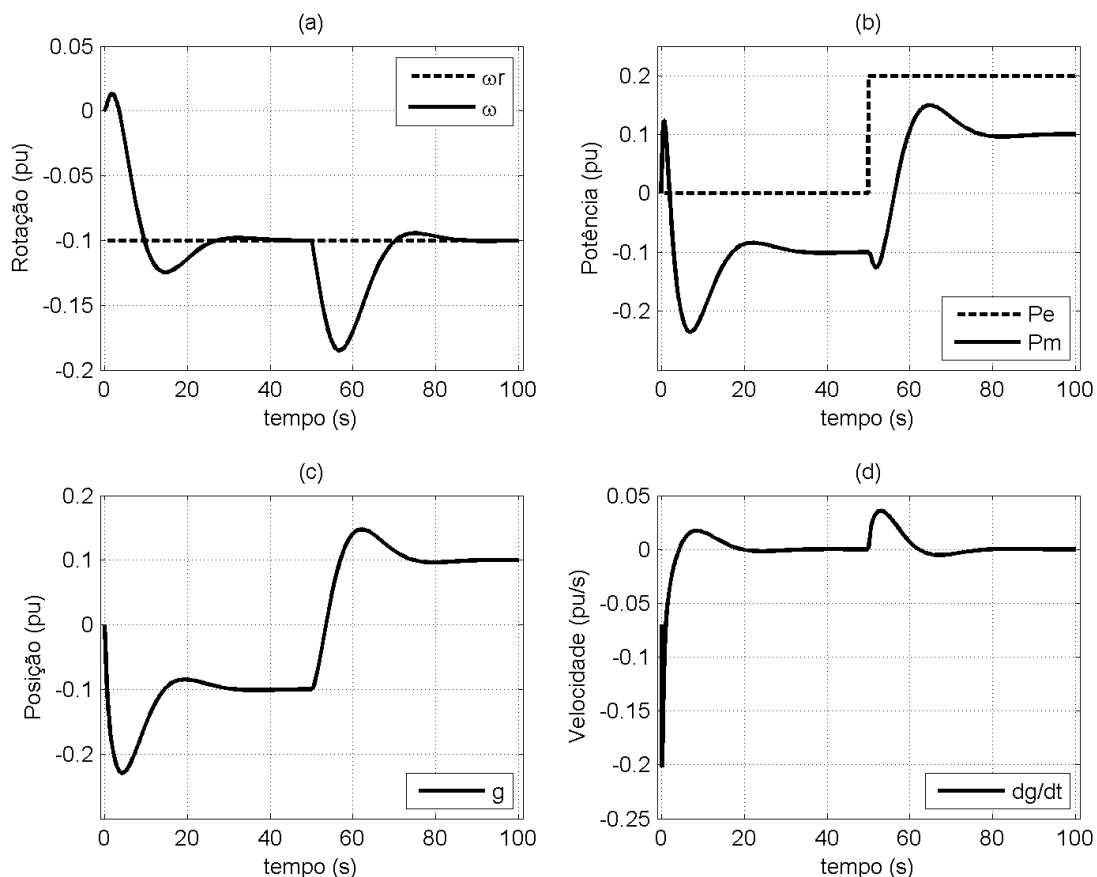 (a)
0.05
0
-0.05
-0.1
-0.15
-0.2
Rotação (pu)
ωr
ω
0 20 40 60 80 100
tempo (s)
(b)
0.2
0.1
0
-0.1
-0.2
Potência (pu)
Pe
Pm
0 20 40 60 80 100
tempo (s)
(c)
0.2
0.1
0
-0.1
-0.2
Posição (pu)
g
0 20 40 60 80 100
tempo (s)
(d)
0.05
0
-0.05
-0.1
-0.15
-0.2
-0.25
Velocidade (pu/s)
dg/dt
0 20 40 60 80 100
tempo (s)